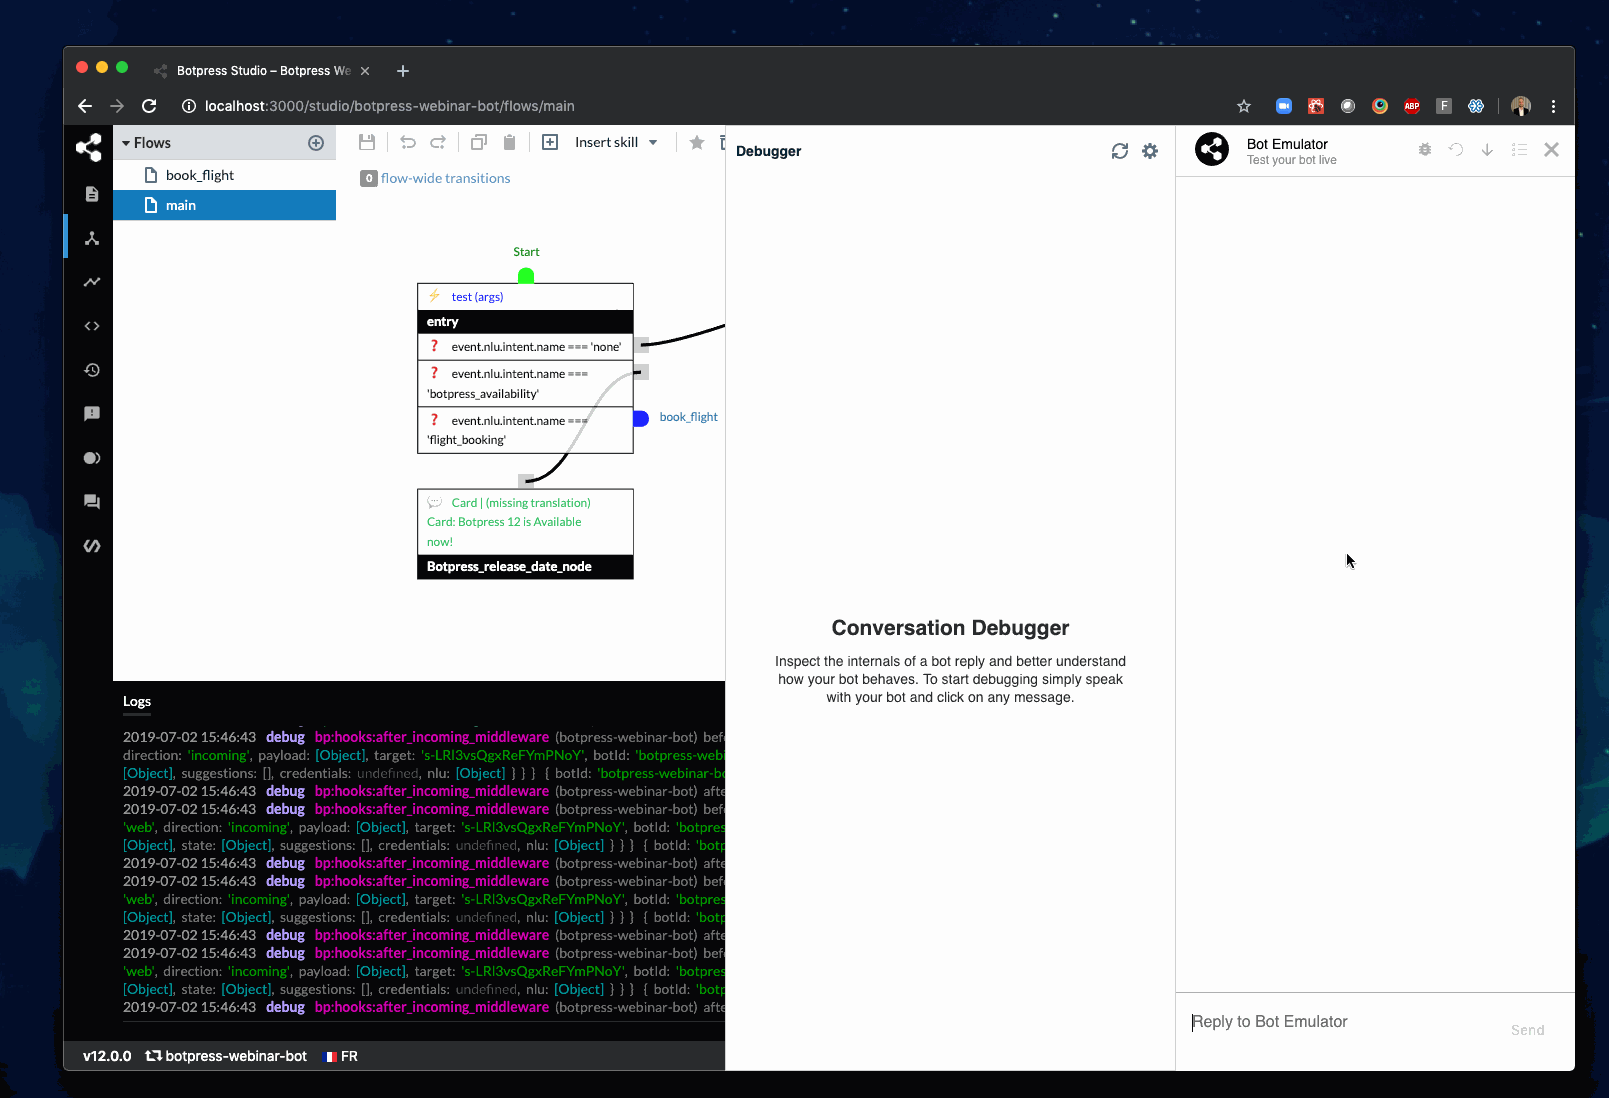 Botpress Studio – Botpress We
localhost:3000/studio/botpress-webinar-bot/flows/main
ABP
F
Flows
book_flight
main
Insert skill
0 flow-wide transitions
Start
test (args)
entry
event.nlu.intent.name === 'none'
event.nlu.intent.name ===
'botpress_availability'
event.nlu.intent.name ===
'flight_booking'
book_flight
Card | (missing translation)
Card: Botpress 12 is Available
now!
Botpress_release_date_node
Logs
2019-07-02 15:46:43 debug bp:hooks:after_incoming_middleware (botpress-webinar-bot) befo
direction: 'incoming', payload: [Object], target: 's-LRl3vsQgxReFYmPNoY', botId: 'botpress-webi
[Object], suggestions: [], credentials: undefined, nlu: [Object] } } } { botId: 'botpress-webinar-bo
2019-07-02 15:46:43 debug bp:hooks:after_incoming_middleware (botpress-webinar-bot) afte
2019-07-02 15:46:43 debug bp:hooks:after_incoming_middleware (botpress-webinar-bot) befo
'web', direction: 'incoming', payload: [Object], target: 's-LRl3vsQgxReFYmPNoY', botId: 'botpres
[Object], state: [Object], suggestions: [], credentials: undefined, nlu: [Object] } } } { botId: 'botp
2019-07-02 15:46:43 debug bp:hooks:after_incoming_middleware (botpress-webinar-bot) afte
2019-07-02 15:46:43 debug bp:hooks:after_incoming_middleware (botpress-webinar-bot) befo
'web', direction: 'incoming', payload: [Object], target: 's-LRl3vsQgxReFYmPNoY', botId: 'botpres
[Object], state: [Object], suggestions: [], credentials: undefined, nlu: [Object] } } } { botId: 'botp
2019-07-02 15:46:43 debug bp:hooks:after_incoming_middleware (botpress-webinar-bot) afte
2019-07-02 15:46:43 debug bp:hooks:after_incoming_middleware (botpress-webinar-bot) befo
'web', direction: 'incoming', payload: [Object], target: 's-LRl3vsQgxReFYmPNoY', botId: 'botpres
[Object], state: [Object], suggestions: [], credentials: undefined, nlu: [Object] } } } { botId: 'botp
2019-07-02 15:46:43 debug bp:hooks:after_incoming_middleware (botpress-webinar-bot) afte
v12.0.0 botpress-webinar-bot FR
Debugger
Conversation Debugger
Inspect the internals of a bot reply and better understand
how your bot behaves. To start debugging simply speak
with your bot and click on any message.
Bot Emulator
Test your bot live
Reply to Bot Emulator
Send